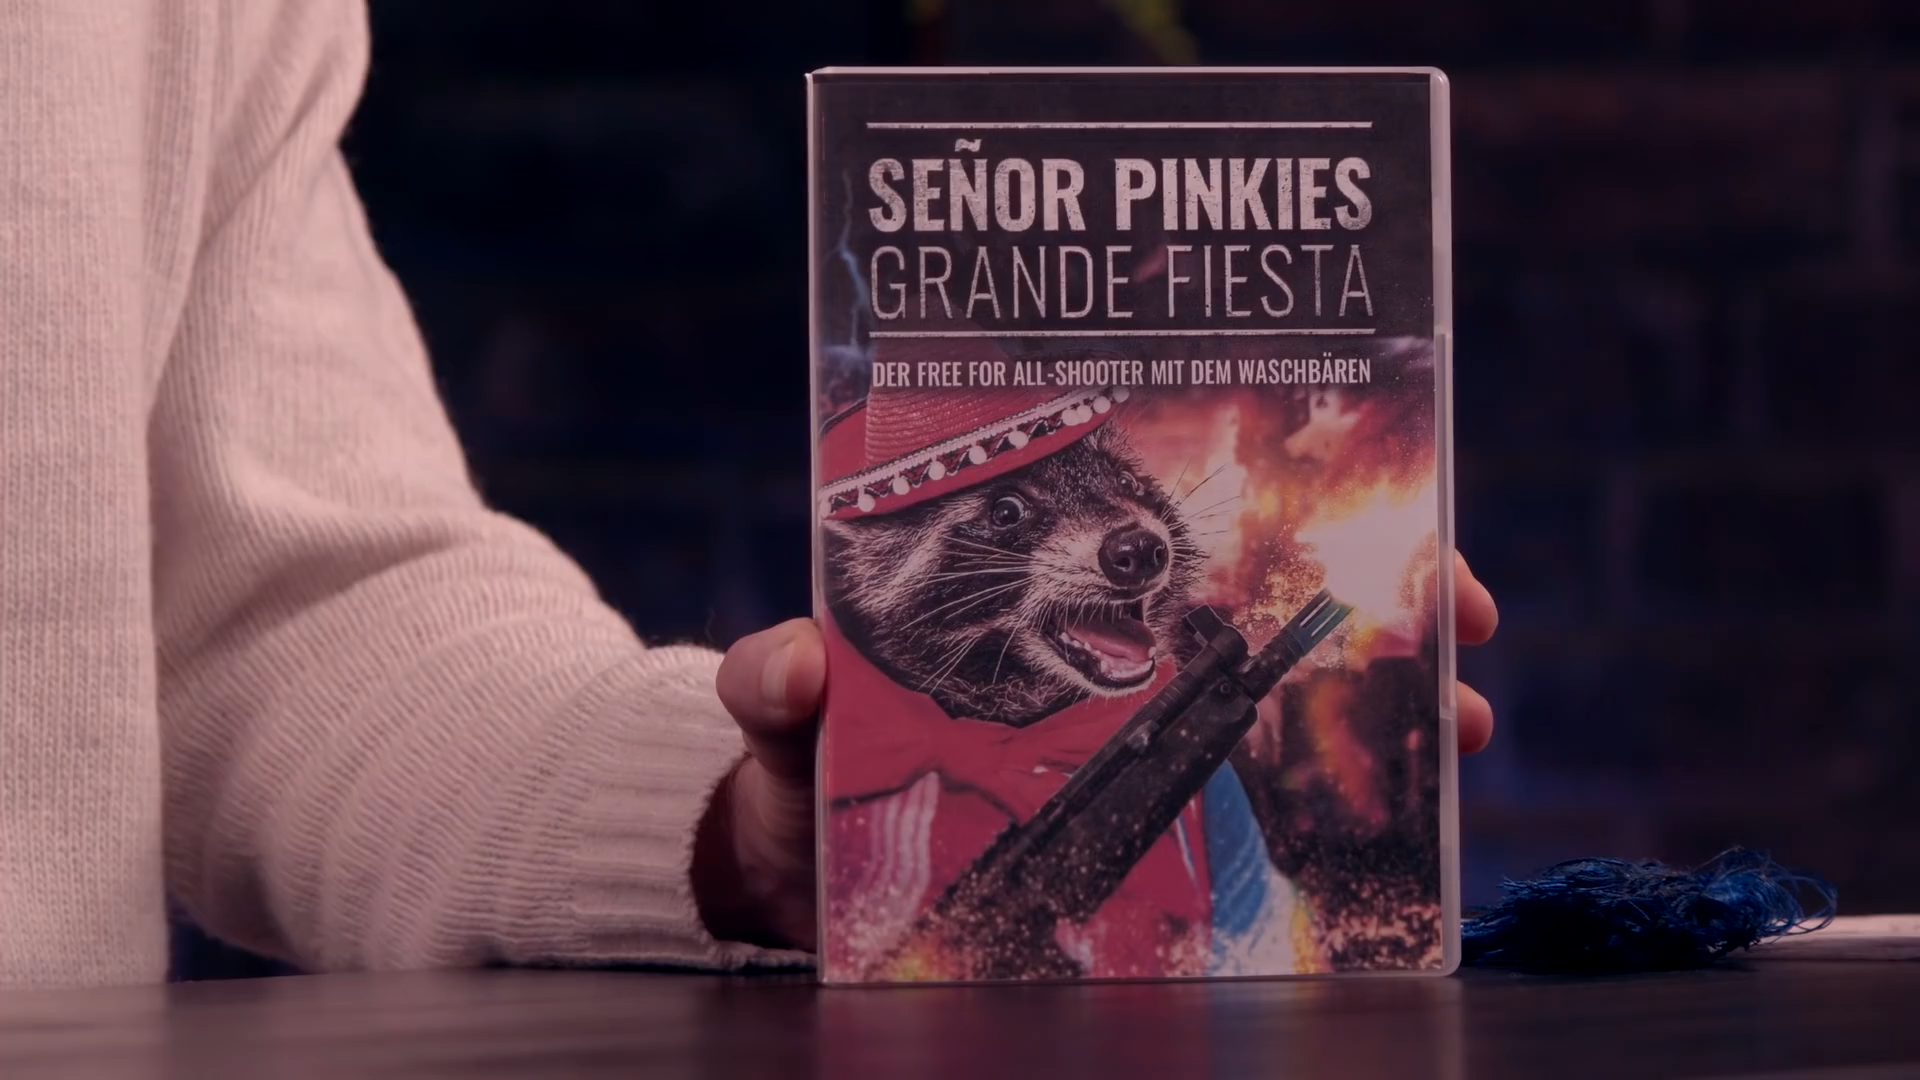 SEÑOR PINKIES
GRANDE FIESTA
DER FREE FOR ALL-SHOOTER MIT DEM WASCHBÄREN